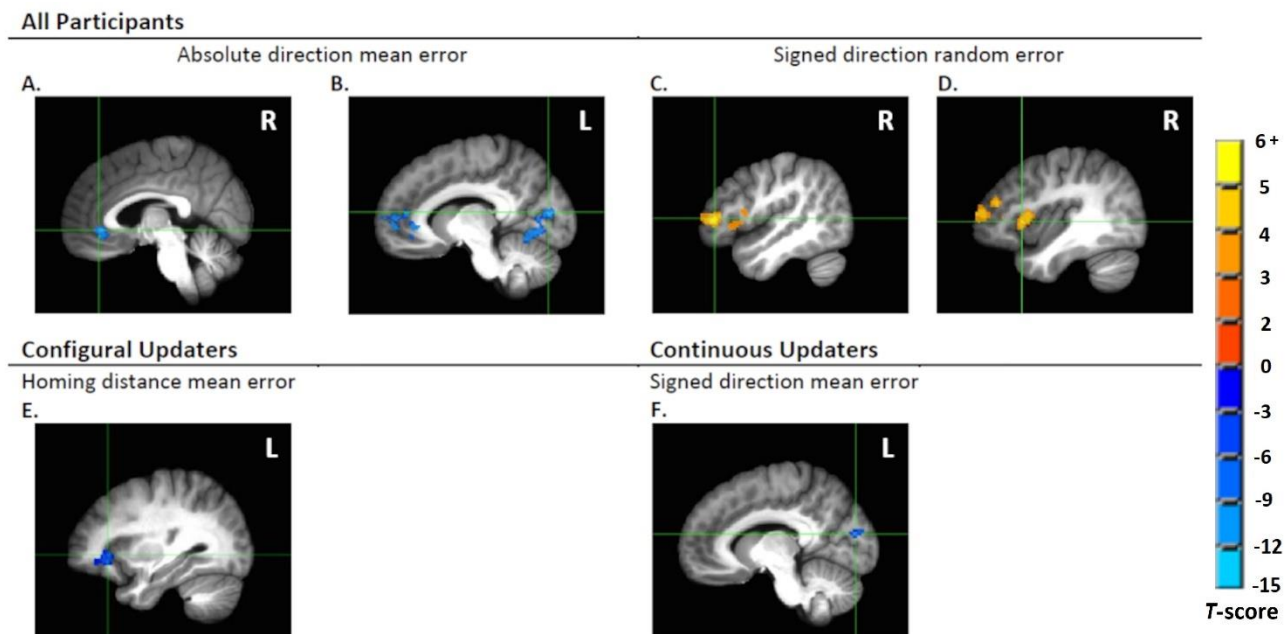 All Participants
Absolute direction mean error
Signed direction random error
A.
B.
C.
D.
R
L
R
R
Configural Updaters
Continuous Updaters
Homing distance mean error
Signed direction mean error
E.
F.
L
L
6+
5
4
3
2
0
-3
-6
-9
-12
-15
T-score